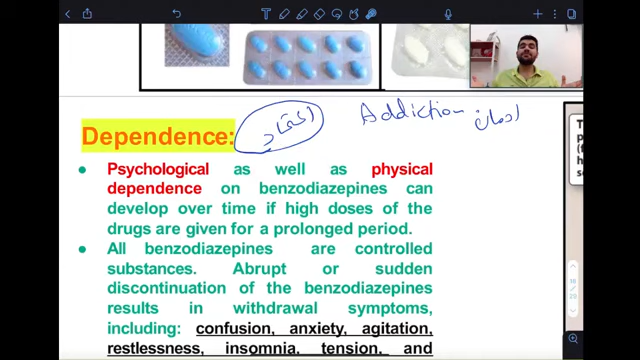 Dependence: اعتماد Addiction ادمان
Psychological as well as physical
dependence on benzodiazepines can
develop over time if high doses of the
drugs are given for a prolonged period.
All benzodiazepines are controlled
substances. Abrupt or sudden
discontinuation of the benzodiazepines
results in withdrawal symptoms,
including: confusion, anxiety, agitation,
restlessness, insomnia, tension, and